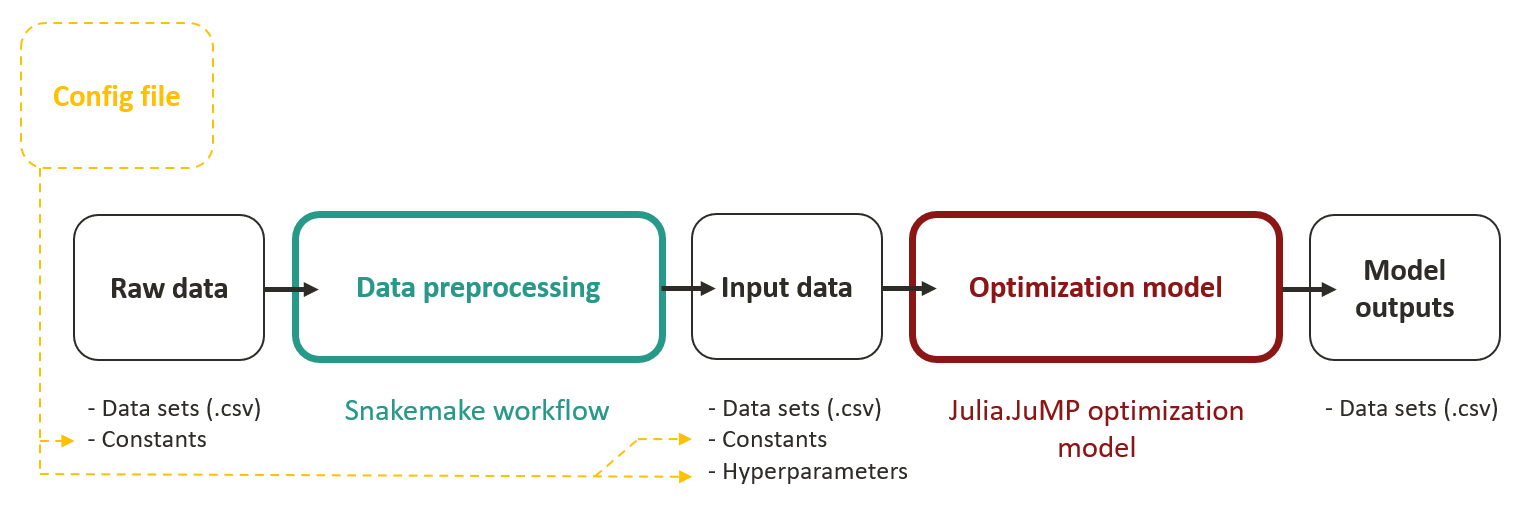 Config file
Raw data
Data preprocessing
Input data
Optimization model
Model
outputs
- Data sets (.csv)
- Constants
Snakemake workflow
- Data sets (.csv)
- Constants
- Hyperparameters
Julia.JuMP optimization
model
- Data sets (.csv)